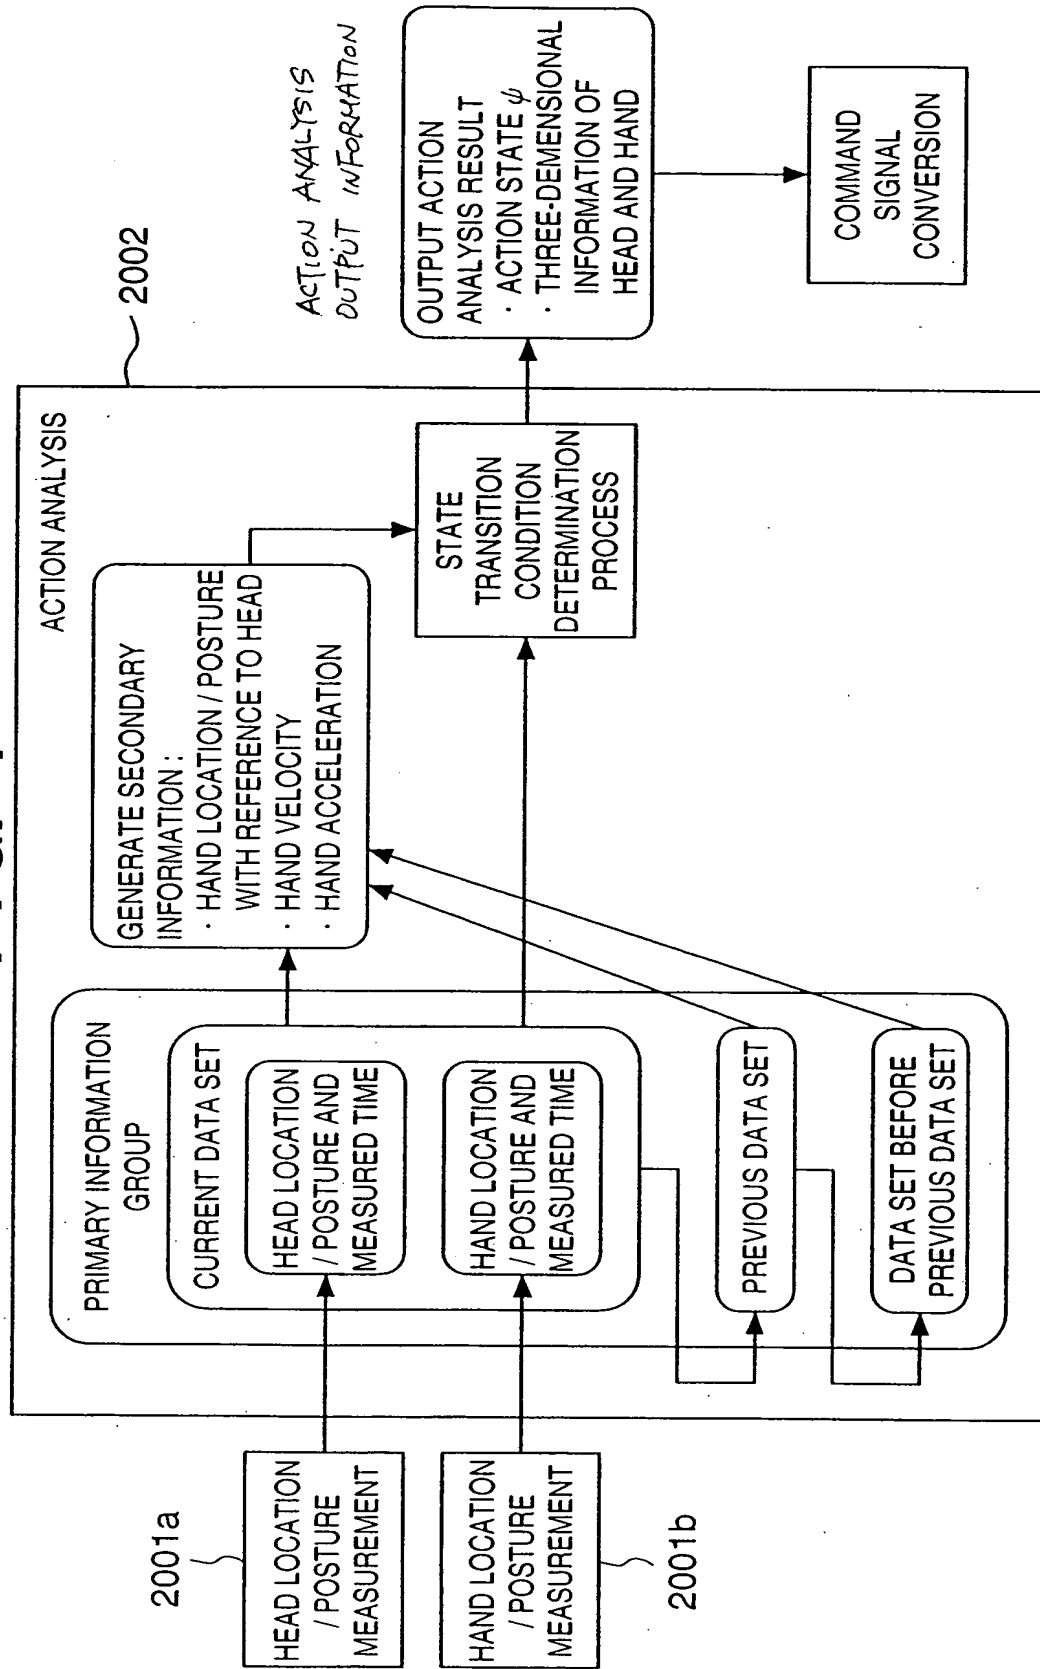 2001a
HEAD LOCATION
/ POSTURE
MEASUREMENT
HAND LOCATION
/ POSTURE
MEASUREMENT
2001b
ACTION ANALYSIS
2002
PRIMARY INFORMATION
GROUP
CURRENT DATA SET
HEAD LOCATION
/ POSTURE AND
MEASURED TIME
HAND LOCATION
/ POSTURE AND
MEASURED TIME
PREVIOUS DATA SET
DATA SET BEFORE
PREVIOUS DATA SET
GENERATE SECONDARY
INFORMATION :
· HAND LOCATION / POSTURE
WITH REFERENCE TO HEAD
· HAND VELOCITY
· HAND ACCELERATION
STATE
TRANSITION
CONDITION
DETERMINATION
PROCESS
ACTION ANALYSIS
OUTPUT INFORMATION
OUTPUT ACTION
ANALYSIS RESULT
· ACTION STATE ψ
· THREE-DEMENSIONAL
INFORMATION OF
HEAD AND HAND
COMMAND
SIGNAL
CONVERSION